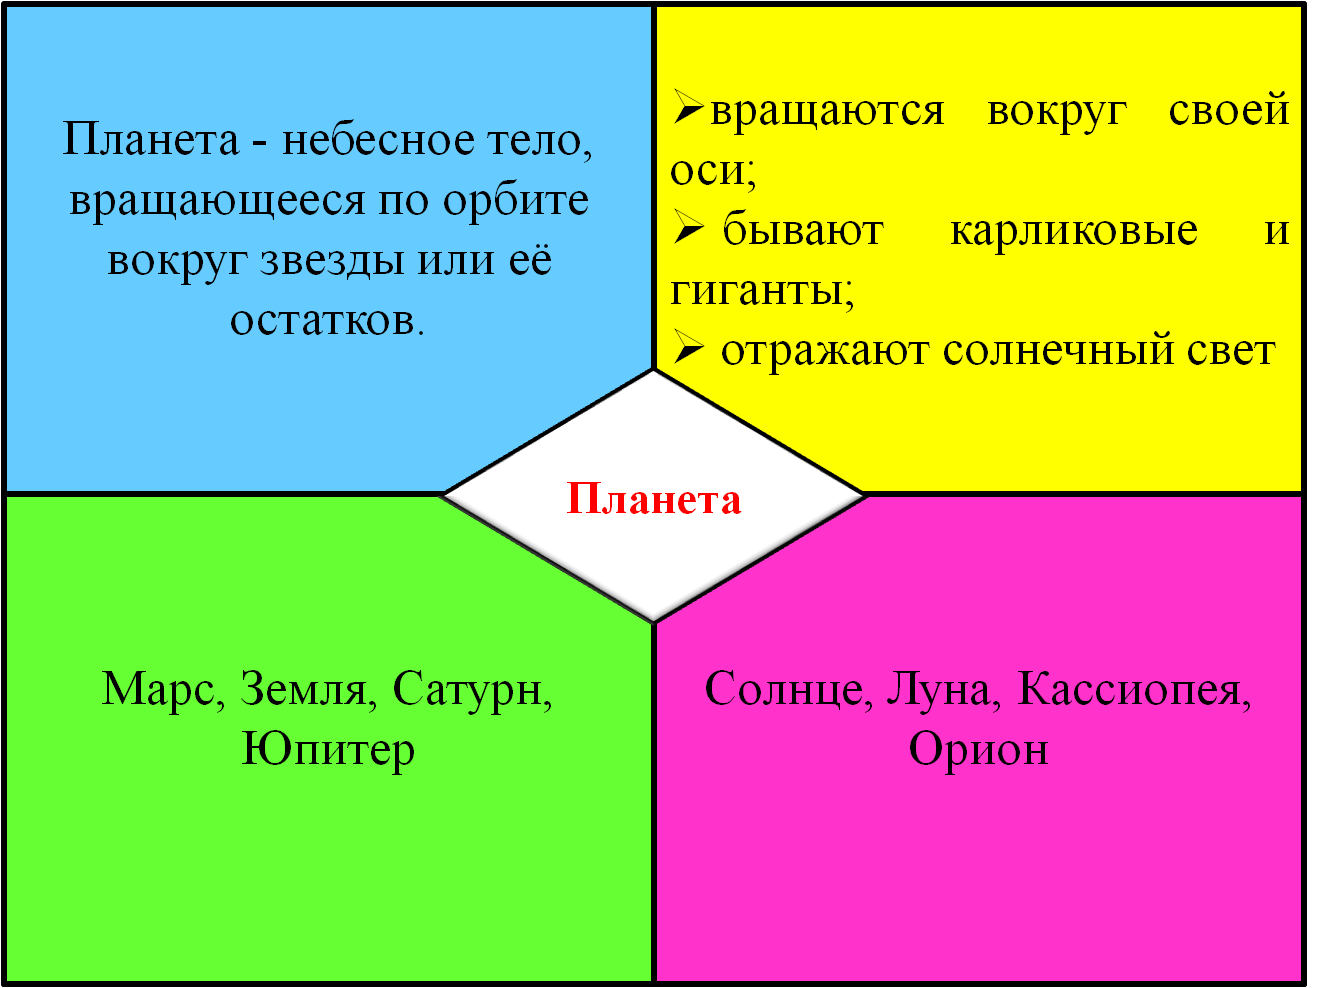 Планета - небесное тело,
вращающееся по орбите
вокруг звезды или её
остатков.
➢вращаются вокруг своей
оси;
➢ бывают карликовые и
гиганты;
➢ отражают солнечный свет
Планета
Марс, Земля, Сатурн,
Юпитер
Солнце, Луна, Кассиопея,
Орион